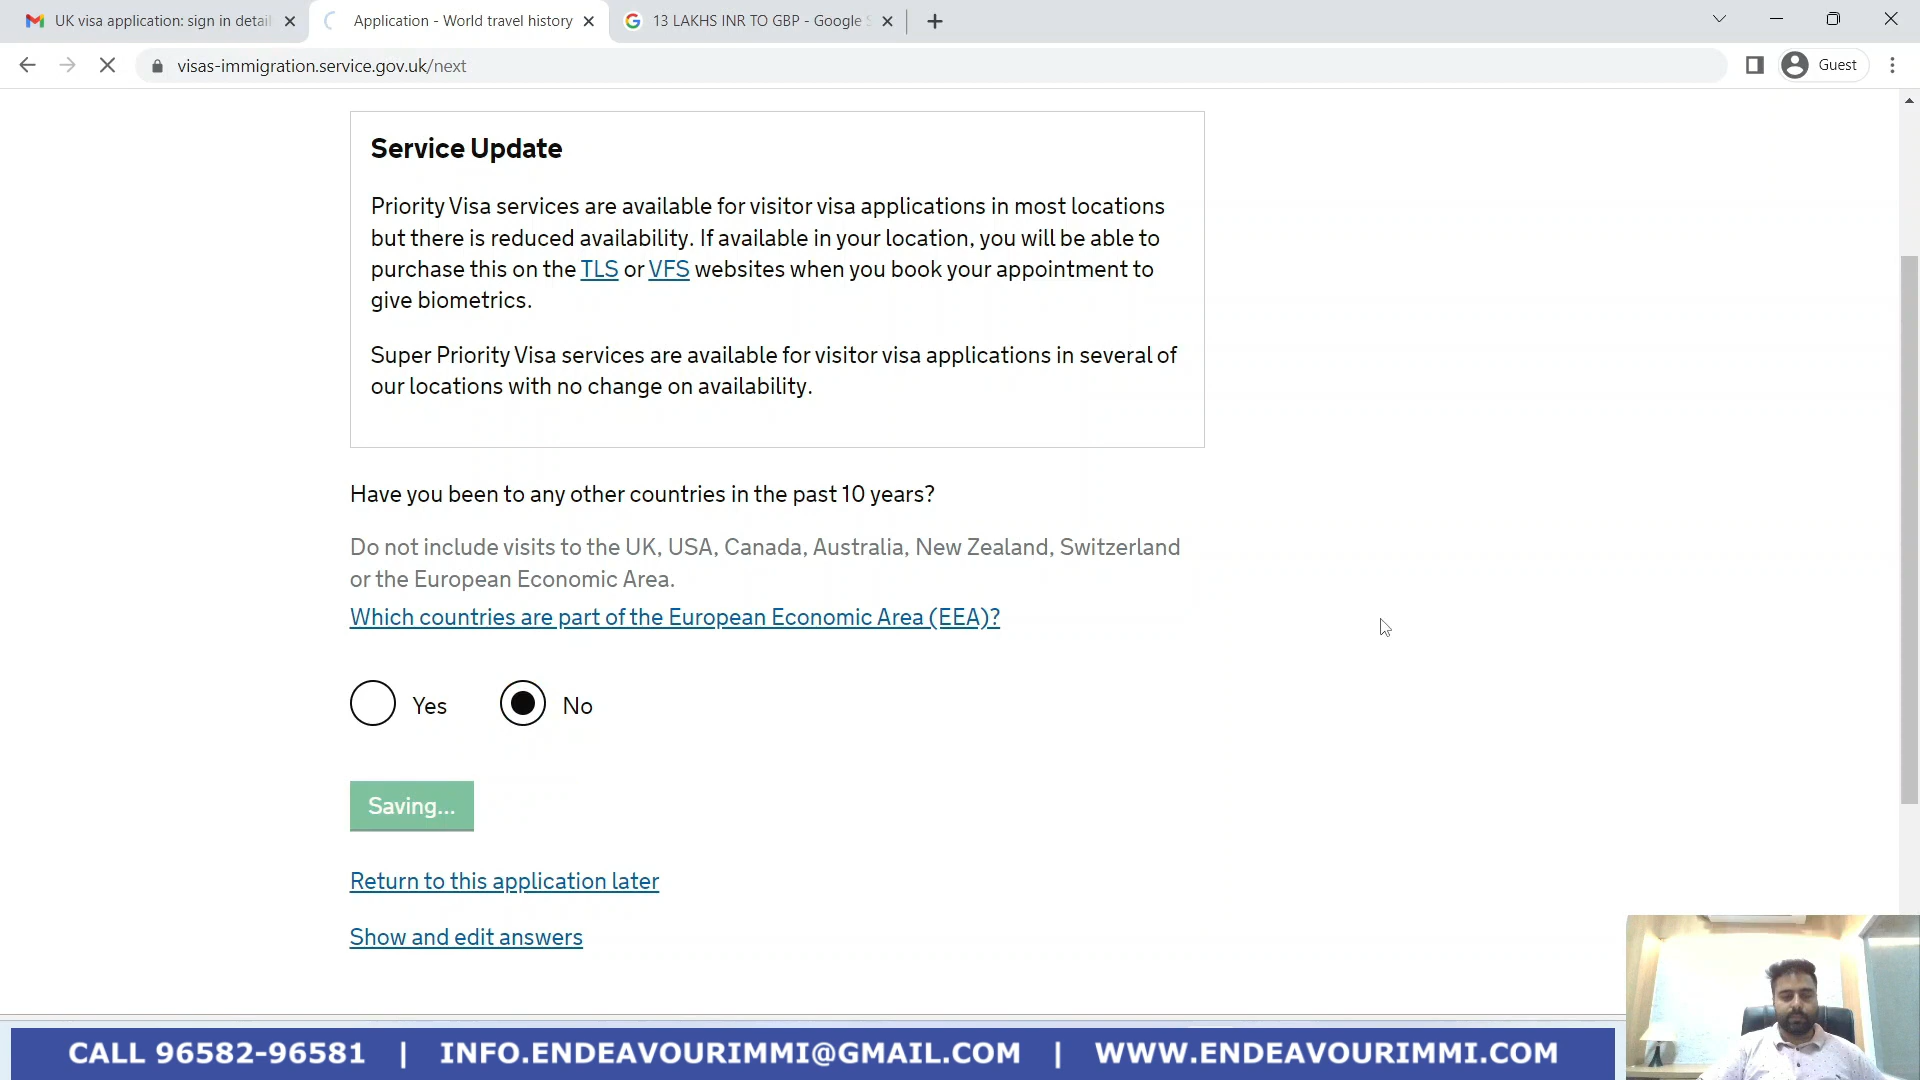 UK visa application: sign in detail
Application - World travel history
13 LAKHS INR TO GBP - Google S
visas-immigration.service.gov.uk/next
Guest
Service Update
Priority Visa services are available for visitor visa applications in most locations
but there is reduced availability. If available in your location, you will be able to
purchase this on the TLS or VFS websites when you book your appointment to
give biometrics.
Super Priority Visa services are available for visitor visa applications in several of
our locations with no change on availability.
Have you been to any other countries in the past 10 years?
Do not include visits to the UK, USA, Canada, Australia, New Zealand, Switzerland
or the European Economic Area.
Which countries are part of the European Economic Area (EEA)?
Yes No
Saving...
Return to this application later
Show and edit answers
CALL 96582-96581 | INFO.ENDEAVOURIMMI@GMAIL.COM | WWW.ENDEAVOURIMMI.COM